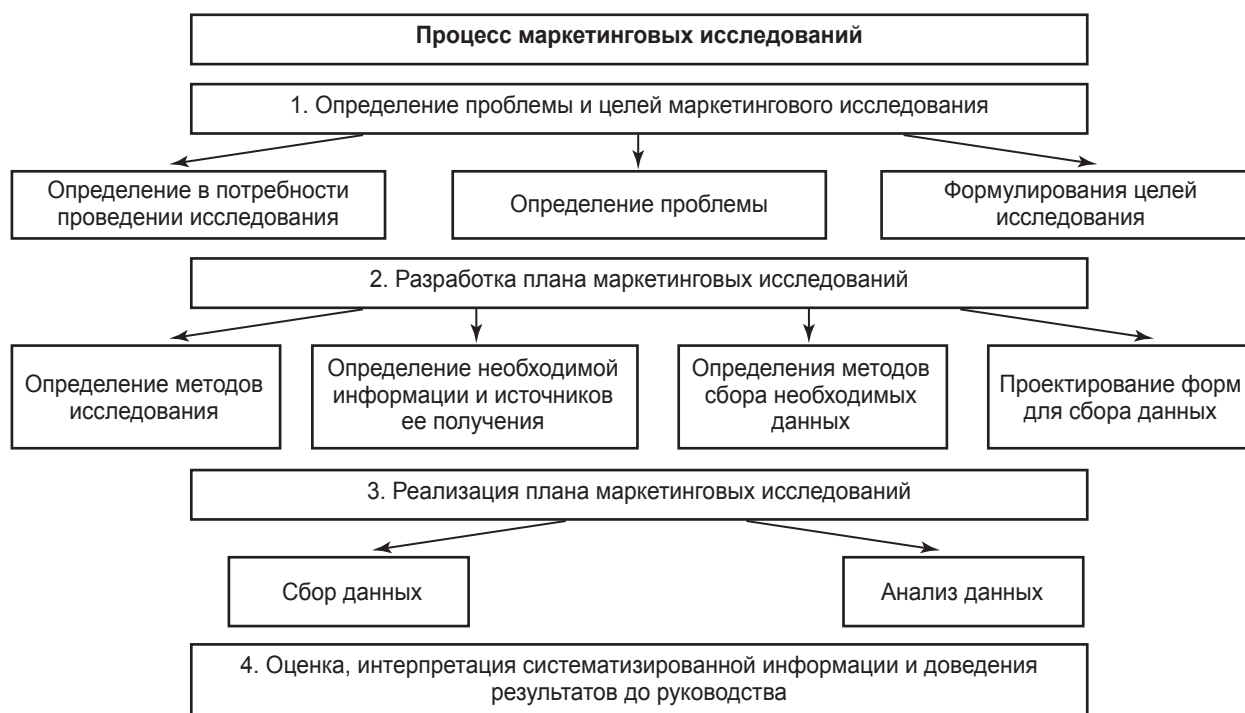 Процесс маркетинговых исследований
1. Определение проблемы и целей маркетингового исследования
Определение в потребности
проведении исследования
Определение проблемы
Формулирования целей
исследования
2. Разработка плана маркетинговых исследований
Определение методов
исследования
Определение необходимой
информации и источников
ее получения
Определения методов
сбора необходимых
данных
Проектирование форм
для сбора данных
3. Реализация плана маркетинговых исследований
Сбор данных
Анализ данных
4. Оценка, интерпретация систематизированной информации и доведения
результатов до руководства